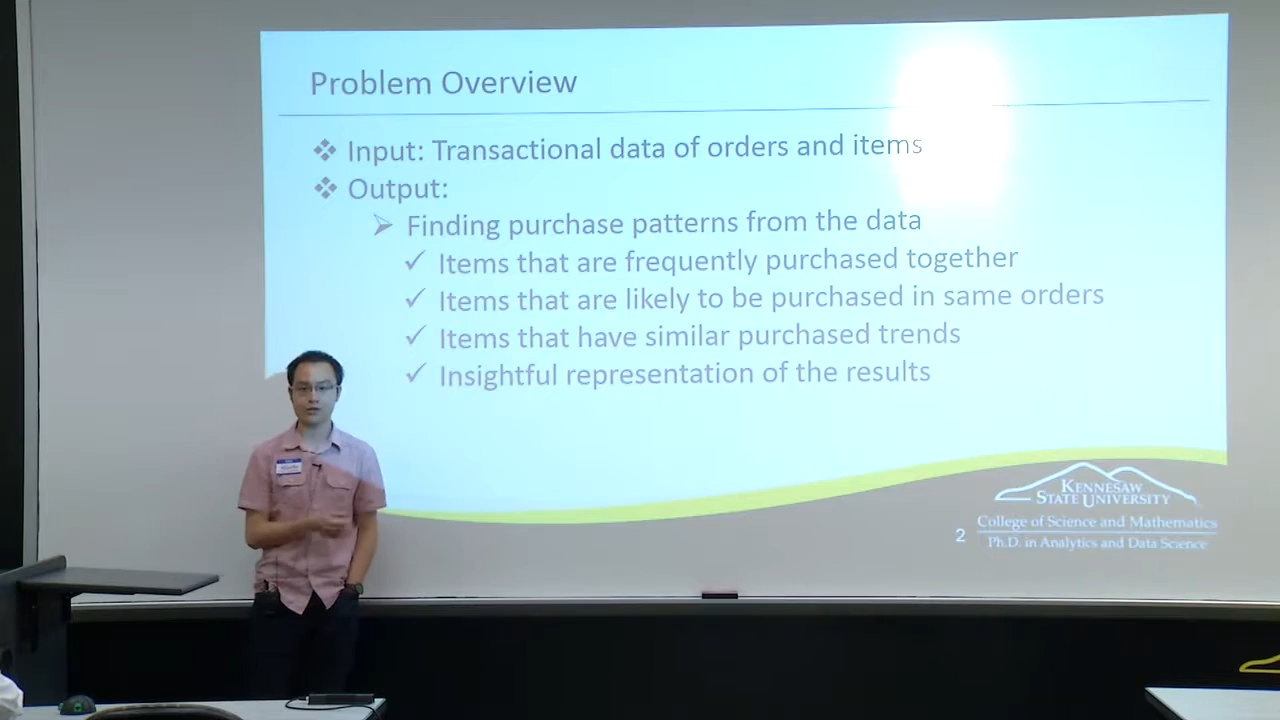 Problem Overview
Input: Transactional data of orders and items
Output:
Finding purchase patterns from the data
Items that are frequently purchased together
Items that are likely to be purchased in same orders
Items that have similar purchased trends
Insightful representation of the results
KENNESAW
STATE UNIVERSITY
College of Science and Mathematics
2
Ph.D. in Analytics and Data Science